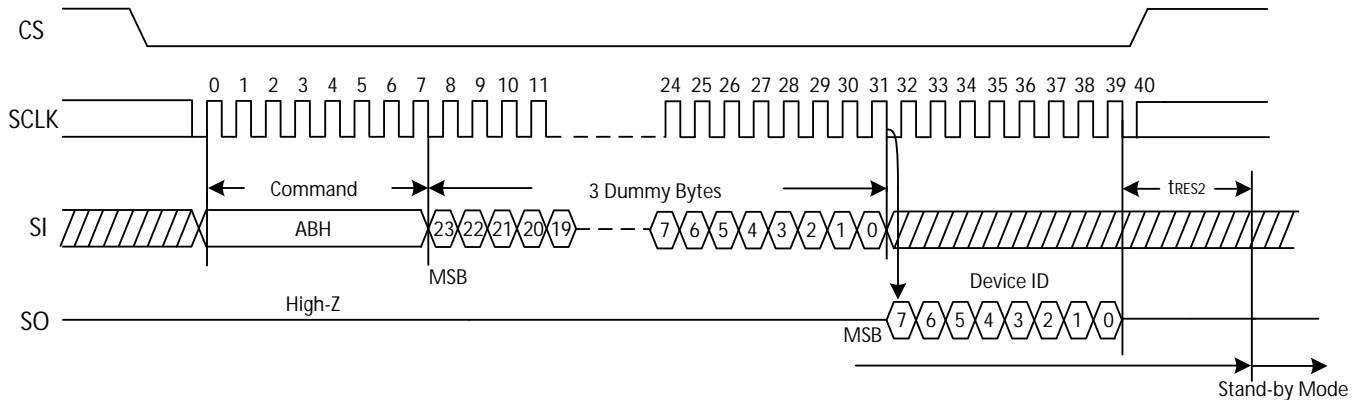 CS
0 1 2 3 4 5 6 7 8 9 10 11 24 25 26 27 28 29 30 31 32 33 34 35 36 37 38 39 40
SCLK
Command 3 Dummy Bytes tRES2
SI ABH 23 22 21 20 19 7 6 5 4 3 2 1 0
MSB Device ID
High-Z
SO MSB 7 6 5 4 3 2 1 0
Stand-by Mode